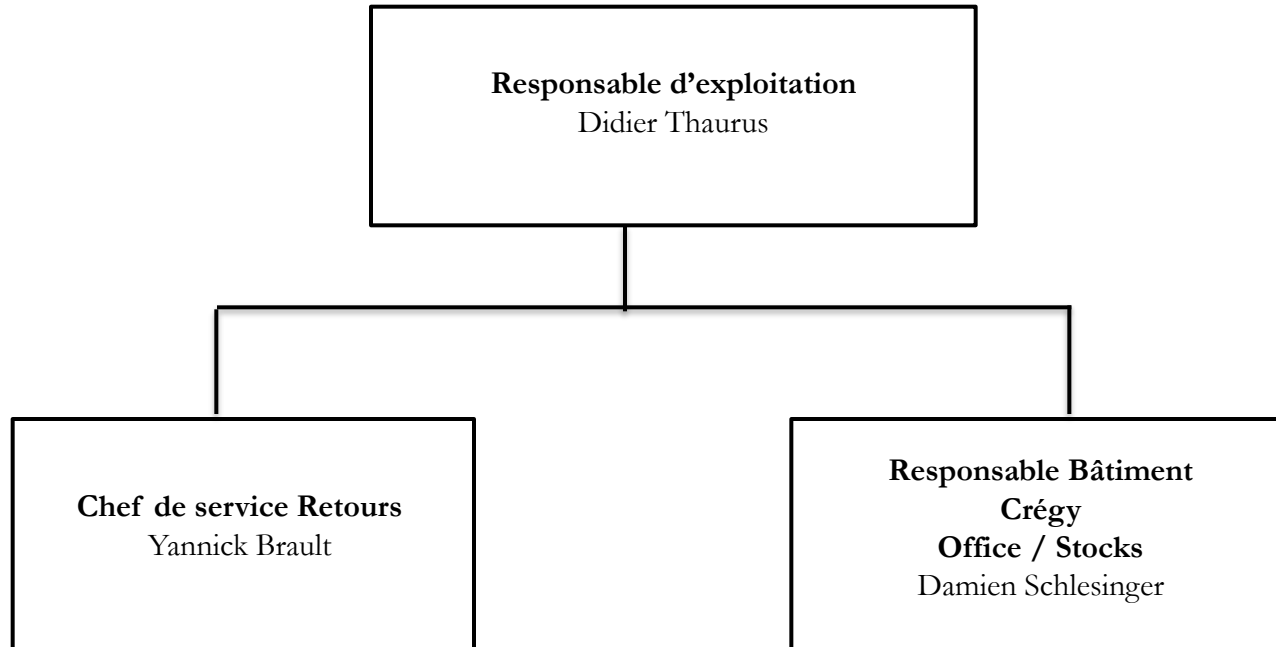 Responsable d’exploitation
Didier Thaurus
Chef de service Retours
Yannick Brault
Responsable Bâtiment
Crégy
Office / Stocks
Damien Schlesinger